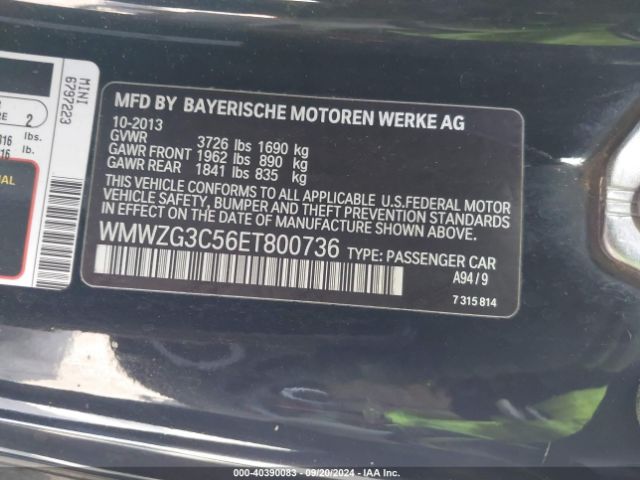 MINI
6797223
2
lbs.
lb.
MFD BY BAYERISCHE MOTOREN WERKE AG
10-2013
GVWR 3726 lbs 1690 kg
GAWR FRONT 1962 lbs 890 kg
GAWR REAR 1841 lbs 835 kg
THIS VEHICLE CONFORMS TO ALL APPLICABLE U.S.FEDERAL MOTOR
VEHICLE SAFETY, BUMPER AND THEFT PREVENTION STANDARDS IN
EFFECT ON THE DATE OF MANUFACTURE SHOWN ABOVE.
WMWZG3C56ET800736 TYPE: PASSENGER CAR
A94/9
7 315 814
000-40390083 - 09/20/2024 - IAA.com